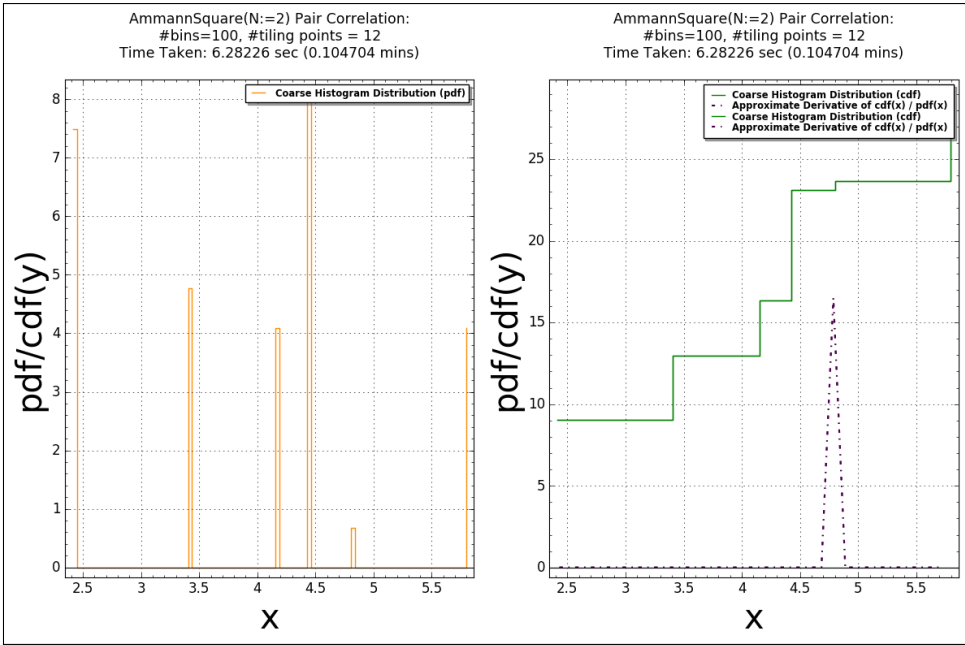 AmmannSquare(N:=2) Pair Correlation:
#bins=100, #tiling points = 12
Time Taken: 6.28226 sec (0.104704 mins)
8
7
6
5
4
3
2
1
0
pdf/cdf(y)
Coarse Histogram Distribution (pdf)
2.5 3 3.5 4 4.5 5 5.5
x
AmmannSquare(N:=2) Pair Correlation:
#bins=100, #tiling points = 12
Time Taken: 6.28226 sec (0.104704 mins)
25
20
15
10
5
0
pdf/cdf(y)
Coarse Histogram Distribution (cdf)
Approximate Derivative of cdf(x) / pdf(x)
Coarse Histogram Distribution (cdf)
Approximate Derivative of cdf(x) / pdf(x)
2.5 3 3.5 4 4.5 5 5.5
x